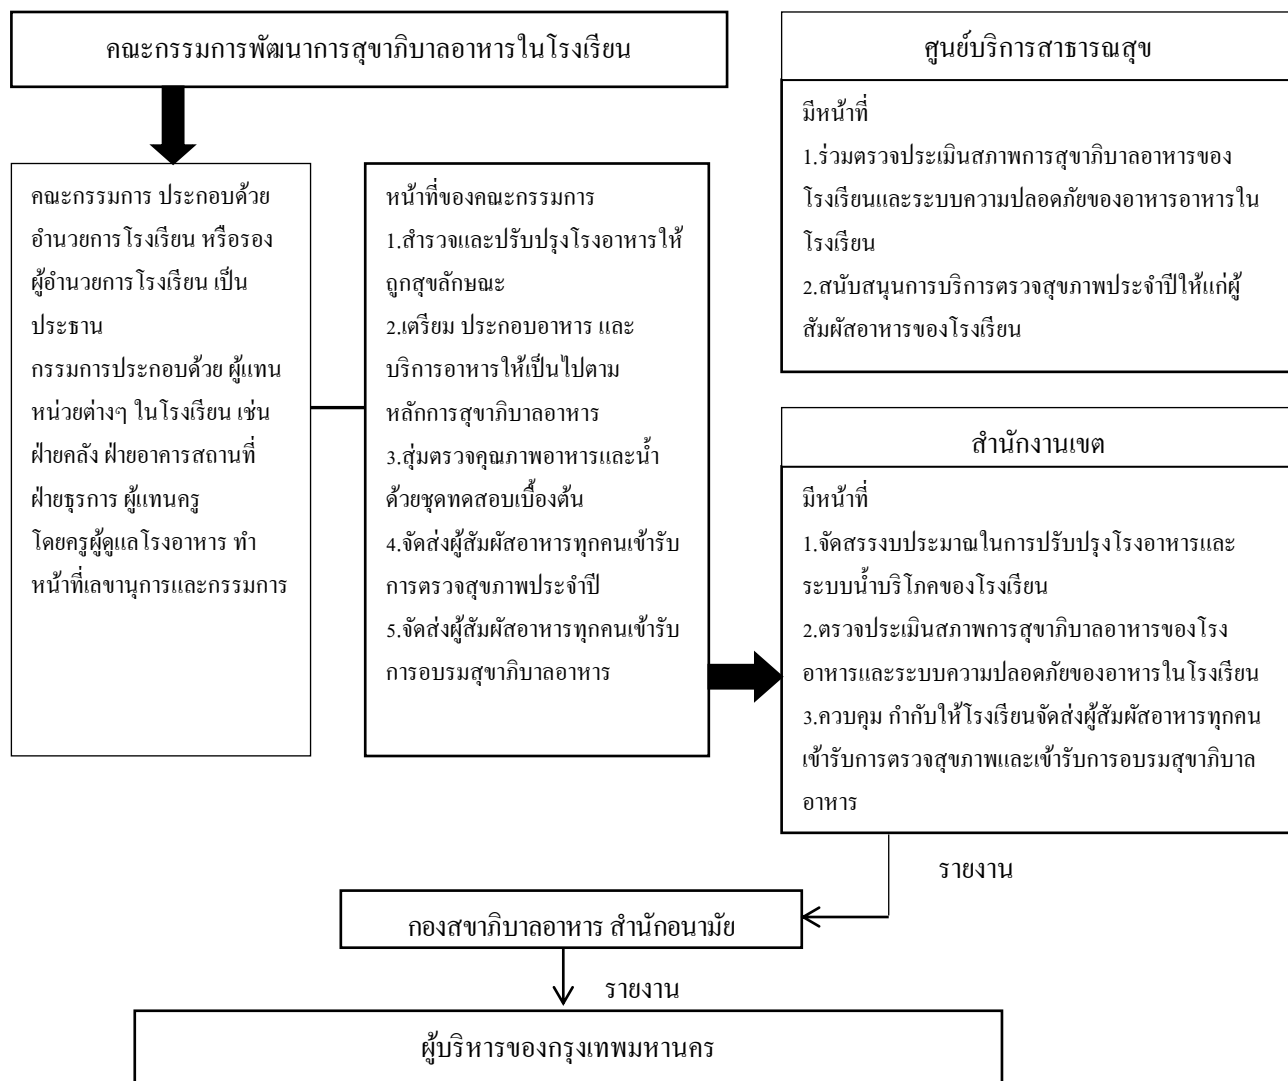 คณะกรรมการพัฒนาการสุขาภิบาลอาหารในโรงเรียน
คณะกรรมการ ประกอบด้วย
อำนวยการโรงเรียน หรือรอง
ผู้อำนวยการโรงเรียน เป็น
ประธาน
กรรมการประกอบด้วย ผู้แทน
หน่วยต่างๆ ในโรงเรียน เช่น
ฝ่ายคลัง ฝ่ายอาคารสถานที่
ฝ่ายธุรการ ผู้แทนครู
โดยครูผู้ดูแลโรงอาหาร ทำ
หน้าที่เลขานุการและกรรมการ
หน้าที่ของคณะกรรมการ
1.สำรวจและปรับปรุงโรงอาหารให้
ถูกสุขลักษณะ
2.เตรียม ประกอบอาหาร และ
บริการอาหารให้เป็นไปตาม
หลักการสุขาภิบาลอาหาร
3.สุ่มตรวจคุณภาพอาหารและน้ำ
ด้วยชุดทดสอบเบื้องต้น
4.จัดส่งผู้สัมผัสอาหารทุกคนเข้ารับ
การตรวจสุขภาพประจำปี
5.จัดส่งผู้สัมผัสอาหารทุกคนเข้ารับ
การอบรมสุขาภิบาลอาหาร
ศูนย์บริการสาธารณสุข
มีหน้าที่
1.ร่วมตรวจประเมินสภาพการสุขาภิบาลอาหารของ
โรงเรียนและระบบความปลอดภัยของอาหารอาหารใน
โรงเรียน
2.สนับสนุนการบริการตรวจสุขภาพประจำปีให้แก่ผู้
สัมผัสอาหารของโรงเรียน
สำนักงานเขต
มีหน้าที่
1.จัดสรรงบประมาณในการปรับปรุงโรงอาหารและ
ระบบน้ำบริโภคของโรงเรียน
2.ตรวจประเมินสภาพการสุขาภิบาลอาหารของโรง
อาหารและระบบความปลอดภัยของอาหารในโรงเรียน
3.ควบคุม กำกับให้โรงเรียนจัดส่งผู้สัมผัสอาหารทุกคน
เข้ารับการตรวจสุขภาพและเข้ารับการอบรมสุขาภิบาล
อาหาร
รายงาน
กองสขาภิบาลอาหาร สำนักอนามัย
รายงาน
ผู้บริหารของกรุงเทพมหานคร